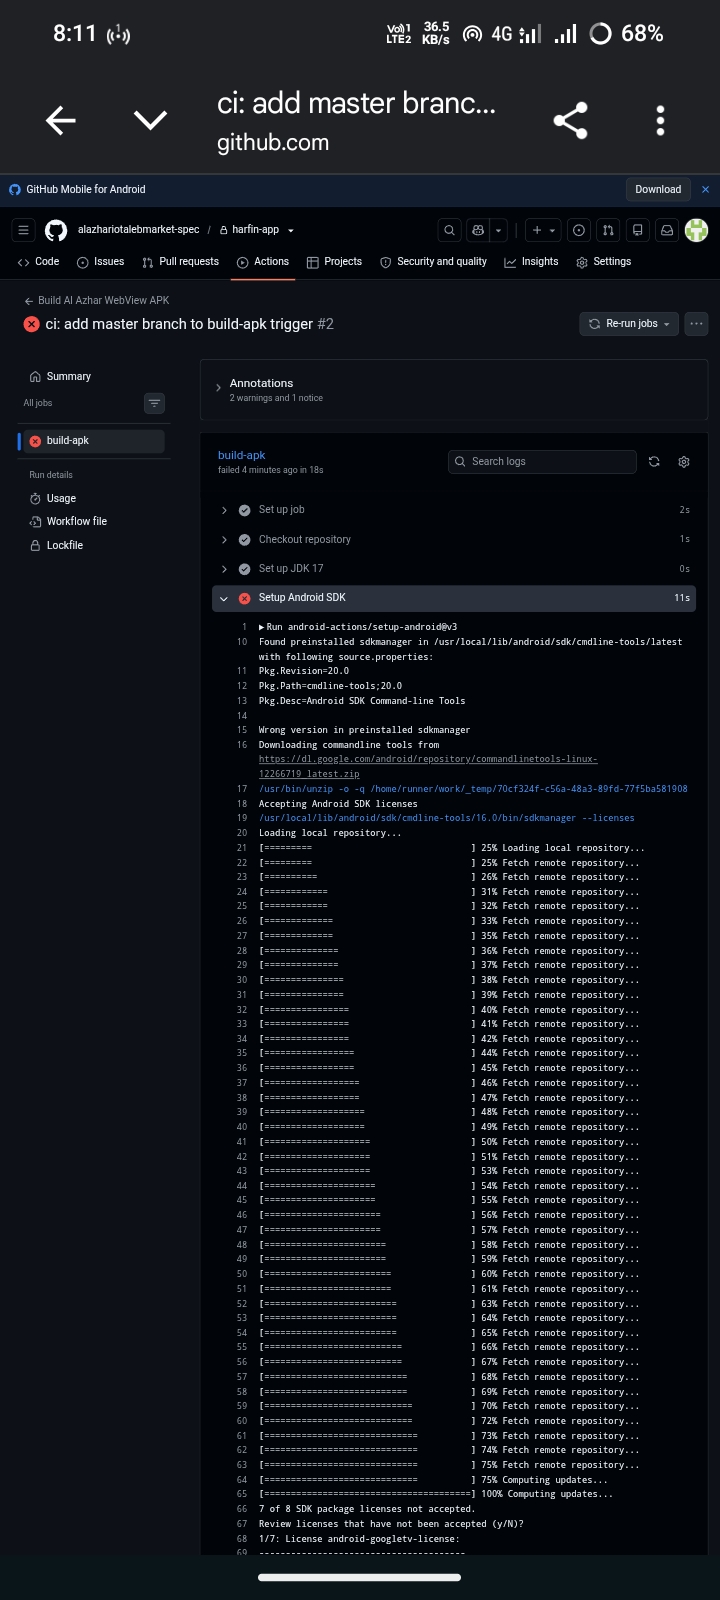 8:11
Vo)) 1
LTE2
36.5
KB/s
4G
68%
ci: add master branc...
github.com
GitHub Mobile for Android
Download
alazhariotalebmarket-spec / harfin-app
Code
Issues
Pull requests
Actions
Projects
Security and quality
Insights
Settings
Build Al Azhar WebView APK
ci: add master branch to build-apk trigger #2
Re-run jobs
Summary
All jobs
build-apk
Run details
Usage
Workflow file
Lockfile
Annotations
2 warnings and 1 notice
build-apk
failed 4 minutes ago in 18s
Search logs
Set up job 2s
Checkout repository 1s
Set up JDK 17 0s
Setup Android SDK 11s
1 ▶ Run android-actions/setup-android@v3
10 Found preinstalled sdkmanager in /usr/local/lib/android/sdk/cmdline-tools/latest
with following source.properties:
11 Pkg.Revision=20.0
12 Pkg.Path=cmdline-tools;20.0
13 Pkg.Desc=Android SDK Command-line Tools
14
15 Wrong version in preinstalled sdkmanager
16 Downloading commandline tools from
https://dl.google.com/android/repository/commandlinetools-linux-
12266719_latest.zip
17 /usr/bin/unzip -o -q /home/runner/work/_temp/70cf324f-c56a-48a3-89fd-77f5ba581908
18 Accepting Android SDK licenses
19 /usr/local/lib/android/sdk/cmdline-tools/16.0/bin/sdkmanager --licenses
20 Loading local repository...
21 [========= ] 25% Loading local repository...
22 [========= ] 25% Fetch remote repository...
23 [========== ] 26% Fetch remote repository...
24 [============ ] 31% Fetch remote repository...
25 [============ ] 32% Fetch remote repository...
26 [============= ] 33% Fetch remote repository...
27 [============= ] 35% Fetch remote repository...
28 [============== ] 36% Fetch remote repository...
29 [============== ] 37% Fetch remote repository...
30 [=============== ] 38% Fetch remote repository...
31 [=============== ] 39% Fetch remote repository...
32 [================ ] 40% Fetch remote repository...
33 [================ ] 41% Fetch remote repository...
34 [================ ] 42% Fetch remote repository...
35 [================= ] 44% Fetch remote repository...
36 [================= ] 45% Fetch remote repository...
37 [================== ] 46% Fetch remote repository...
38 [================== ] 47% Fetch remote repository...
39 [=================== ] 48% Fetch remote repository...
40 [=================== ] 49% Fetch remote repository...
41 [==================== ] 50% Fetch remote repository...
42 [==================== ] 51% Fetch remote repository...
43 [==================== ] 53% Fetch remote repository...
44 [===================== ] 54% Fetch remote repository...
45 [===================== ] 55% Fetch remote repository...
46 [====================== ] 56% Fetch remote repository...
47 [====================== ] 57% Fetch remote repository...
48 [======================= ] 58% Fetch remote repository...
49 [======================= ] 59% Fetch remote repository...
50 [======================== ] 60% Fetch remote repository...
51 [======================== ] 61% Fetch remote repository...
52 [========================= ] 63% Fetch remote repository...
53 [========================= ] 64% Fetch remote repository...
54 [========================= ] 65% Fetch remote repository...
55 [========================== ] 66% Fetch remote repository...
56 [========================== ] 67% Fetch remote repository...
57 [=========================== ] 68% Fetch remote repository...
58 [=========================== ] 69% Fetch remote repository...
59 [============================ ] 70% Fetch remote repository...
60 [============================ ] 72% Fetch remote repository...
61 [============================= ] 73% Fetch remote repository...
62 [============================= ] 74% Fetch remote repository...
63 [============================= ] 75% Fetch remote repository...
64 [============================= ] 75% Computing updates...
65 [=======================================] 100% Computing updates...
66 7 of 8 SDK package licenses not accepted.
67 Review licenses that have not been accepted (y/N)?
68 1/7: License android-googletv-license:
69 ---------------------------------------